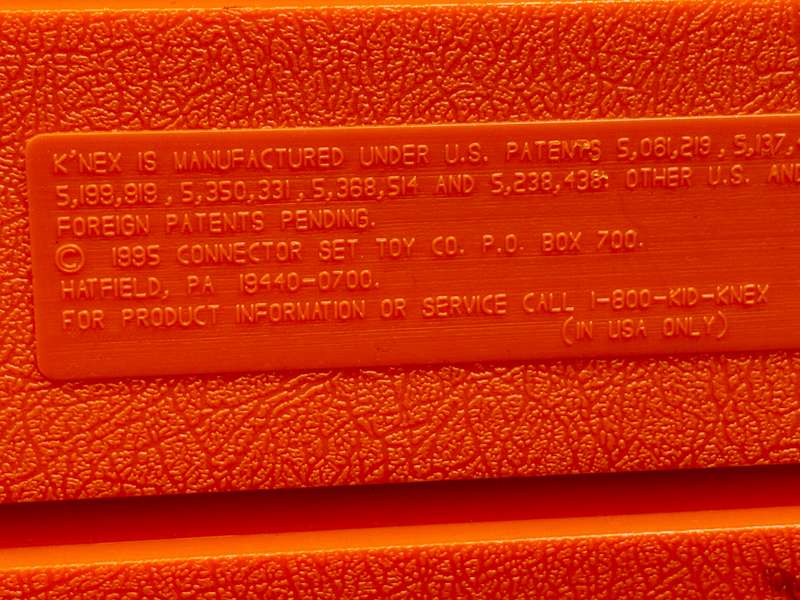 K'NEX IS MANUFACTURED UNDER U.S. PATENTS 5,061,219, 5,137,
5,199,919, 5,350,331, 5,368,514 AND 5,238,438. OTHER U.S. AND
FOREIGN PATENTS PENDING.
© 1995 CONNECTOR SET TOY CO. P.O. BOX 700.
HATFIELD, PA 19440-0700.
FOR PRODUCT INFORMATION OR SERVICE CALL 1-800-KID-KNEX
(IN USA ONLY)